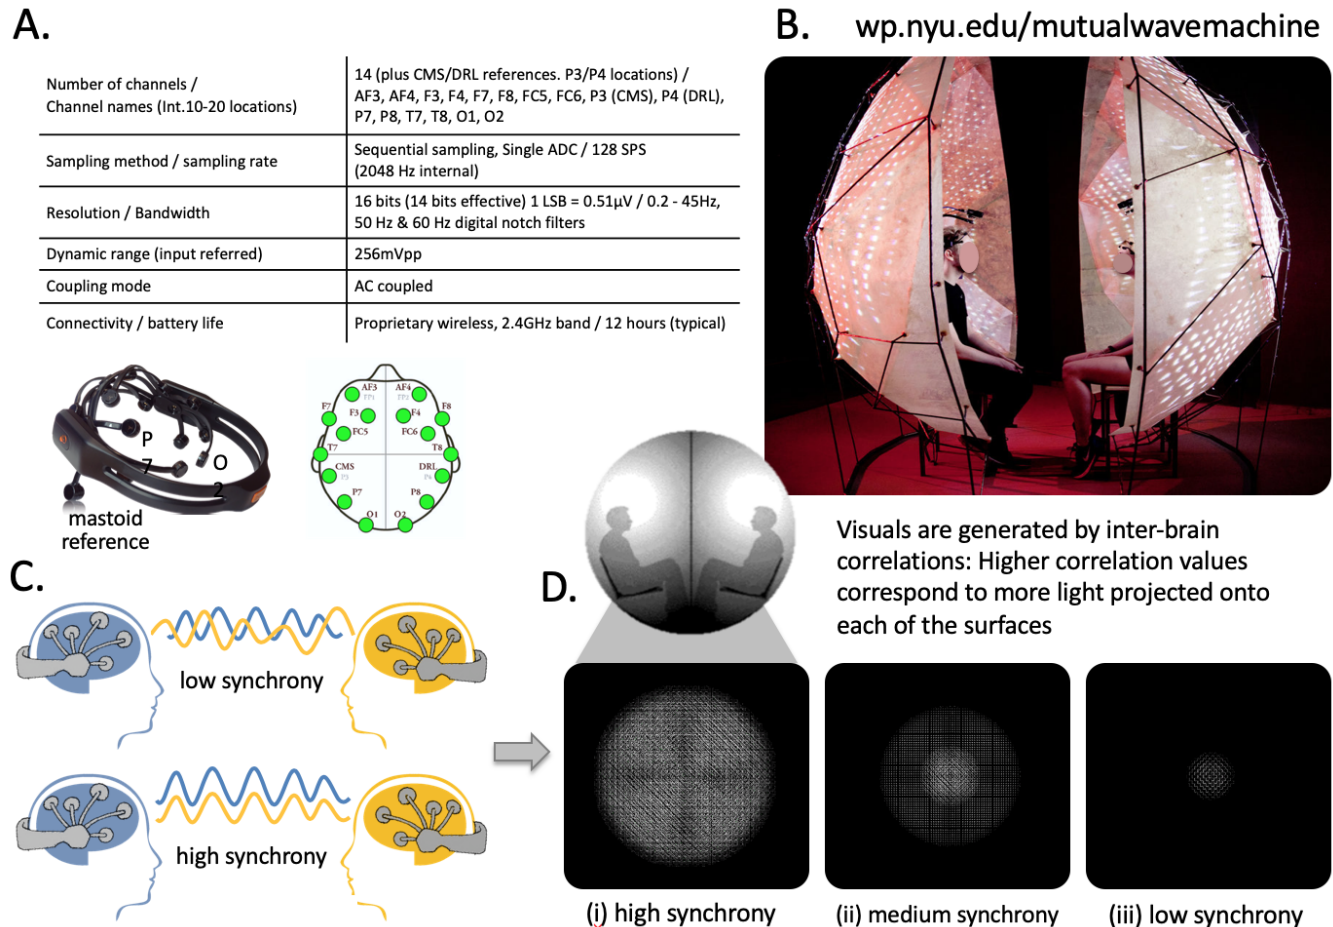 A.
Number of channels /
Channel names (Int.10-20 locations)
14 (plus CMS/DRL references. P3/P4 locations) /
AF3, AF4, F3, F4, F7, F8, FC5, FC6, P3 (CMS), P4 (DRL),
P7, P8, T7, T8, O1, O2
Sampling method / sampling rate
Sequential sampling, Single ADC / 128 SPS
(2048 Hz internal)
Resolution / Bandwidth
16 bits (14 bits effective) 1 LSB = 0.51µV / 0.2 - 45Hz,
50 Hz & 60 Hz digital notch filters
Dynamic range (input referred)
256mVpp
Coupling mode
AC coupled
Connectivity / battery life
Proprietary wireless, 2.4GHz band / 12 hours (typical)
P
7
O
2
mastoid
reference
AF3 AF4
FP1 FP2
F7 F3 F4 F8
FC5 FC6
T7 T8
CMS DRL
P3 P4
P7 P8
O1 O2
B.
wp.nyu.edu/mutualwavemachine
Visuals are generated by inter-brain
correlations: Higher correlation values
correspond to more light projected onto
each of the surfaces
C.
low synchrony
high synchrony
D.
(i) high synchrony
(ii) medium synchrony
(iii) low synchrony